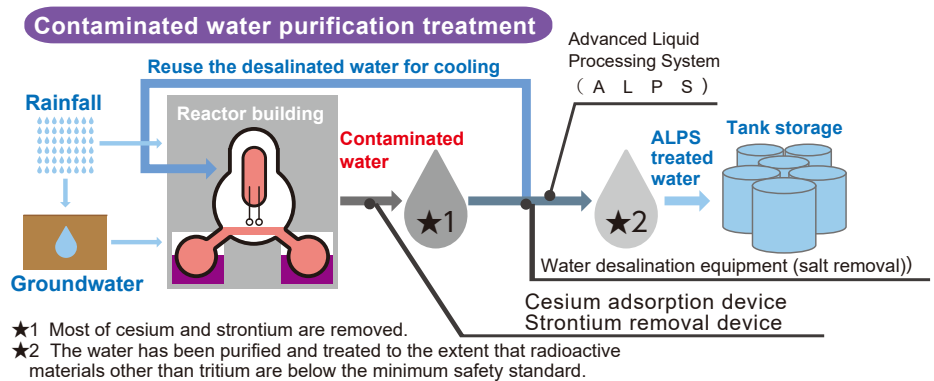 Contaminated water purification treatment
Advanced Liquid
Processing System
( A L P S )
Reuse the desalinated water for cooling
Rainfall
Reactor building
Contaminated
water
ALPS
treated
water
Tank storage
★1
★2
Groundwater
Water desalination equipment (salt removal))
Cesium adsorption device
Strontium removal device
★1 Most of cesium and strontium are removed.
★2 The water has been purified and treated to the extent that radioactive
materials other than tritium are below the minimum safety standard.